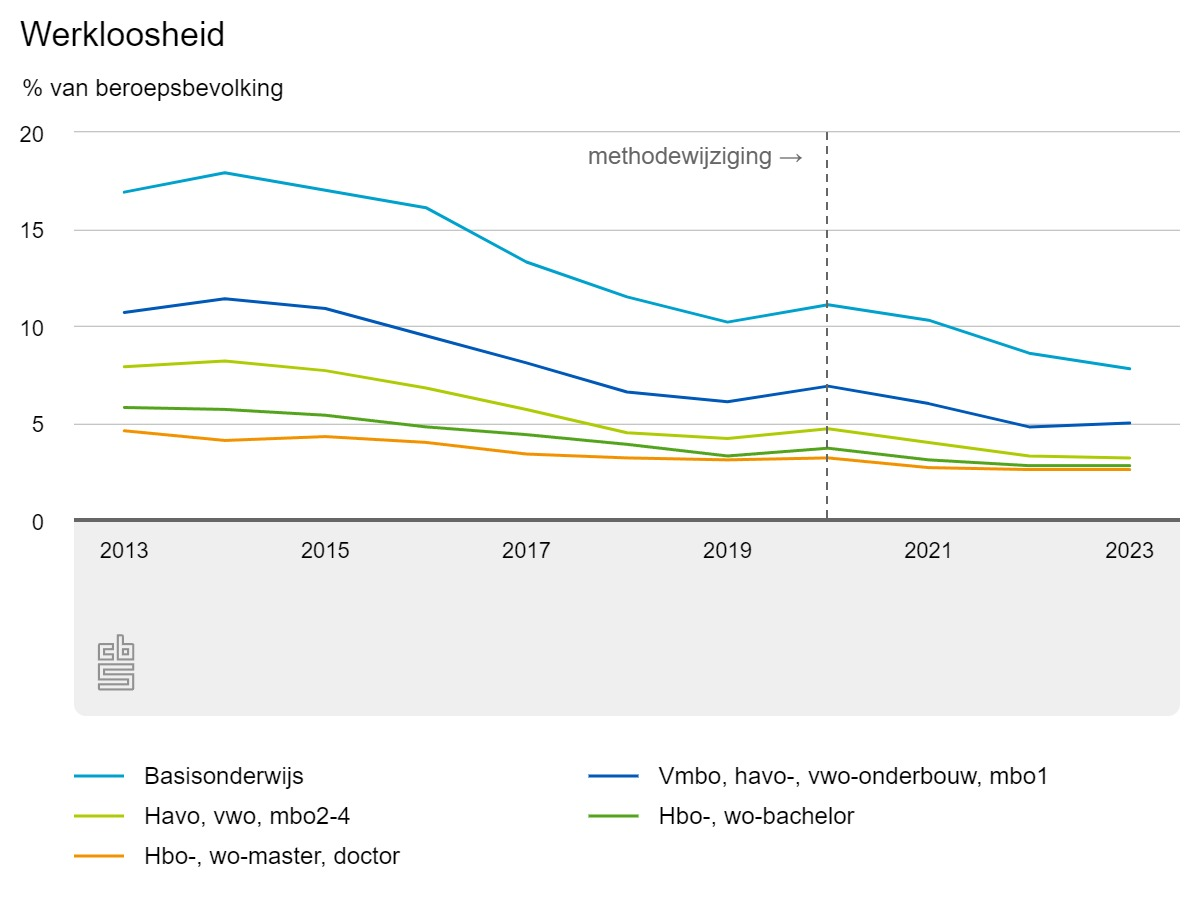 Werkloosheid
% van beroepsbevolking
20
methodewijziging →
15
10
5
0
2013 2015 2017 2019 2021 2023
cbs
Basisonderwijs
Vmbo, havo-, vwo-onderbouw, mbo1
Havo, vwo, mbo2-4
Hbo-, wo-bachelor
Hbo-, wo-master, doctor